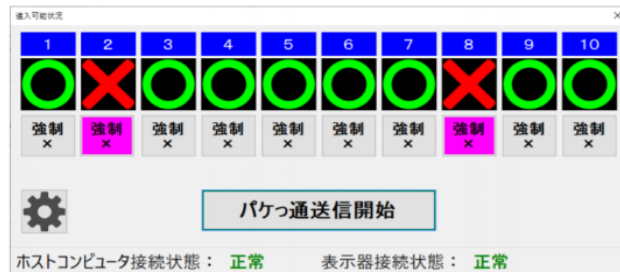 進入可能状況 ×
1 2 3 4 5 6 7 8 9 10
強制 強制 強制 強制 強制 強制 強制 強制 強制 強制
× × × × × × × × × ×
パケっ通送信開始
ホストコンピュータ接続状態： 正常 表示器接続状態： 正常